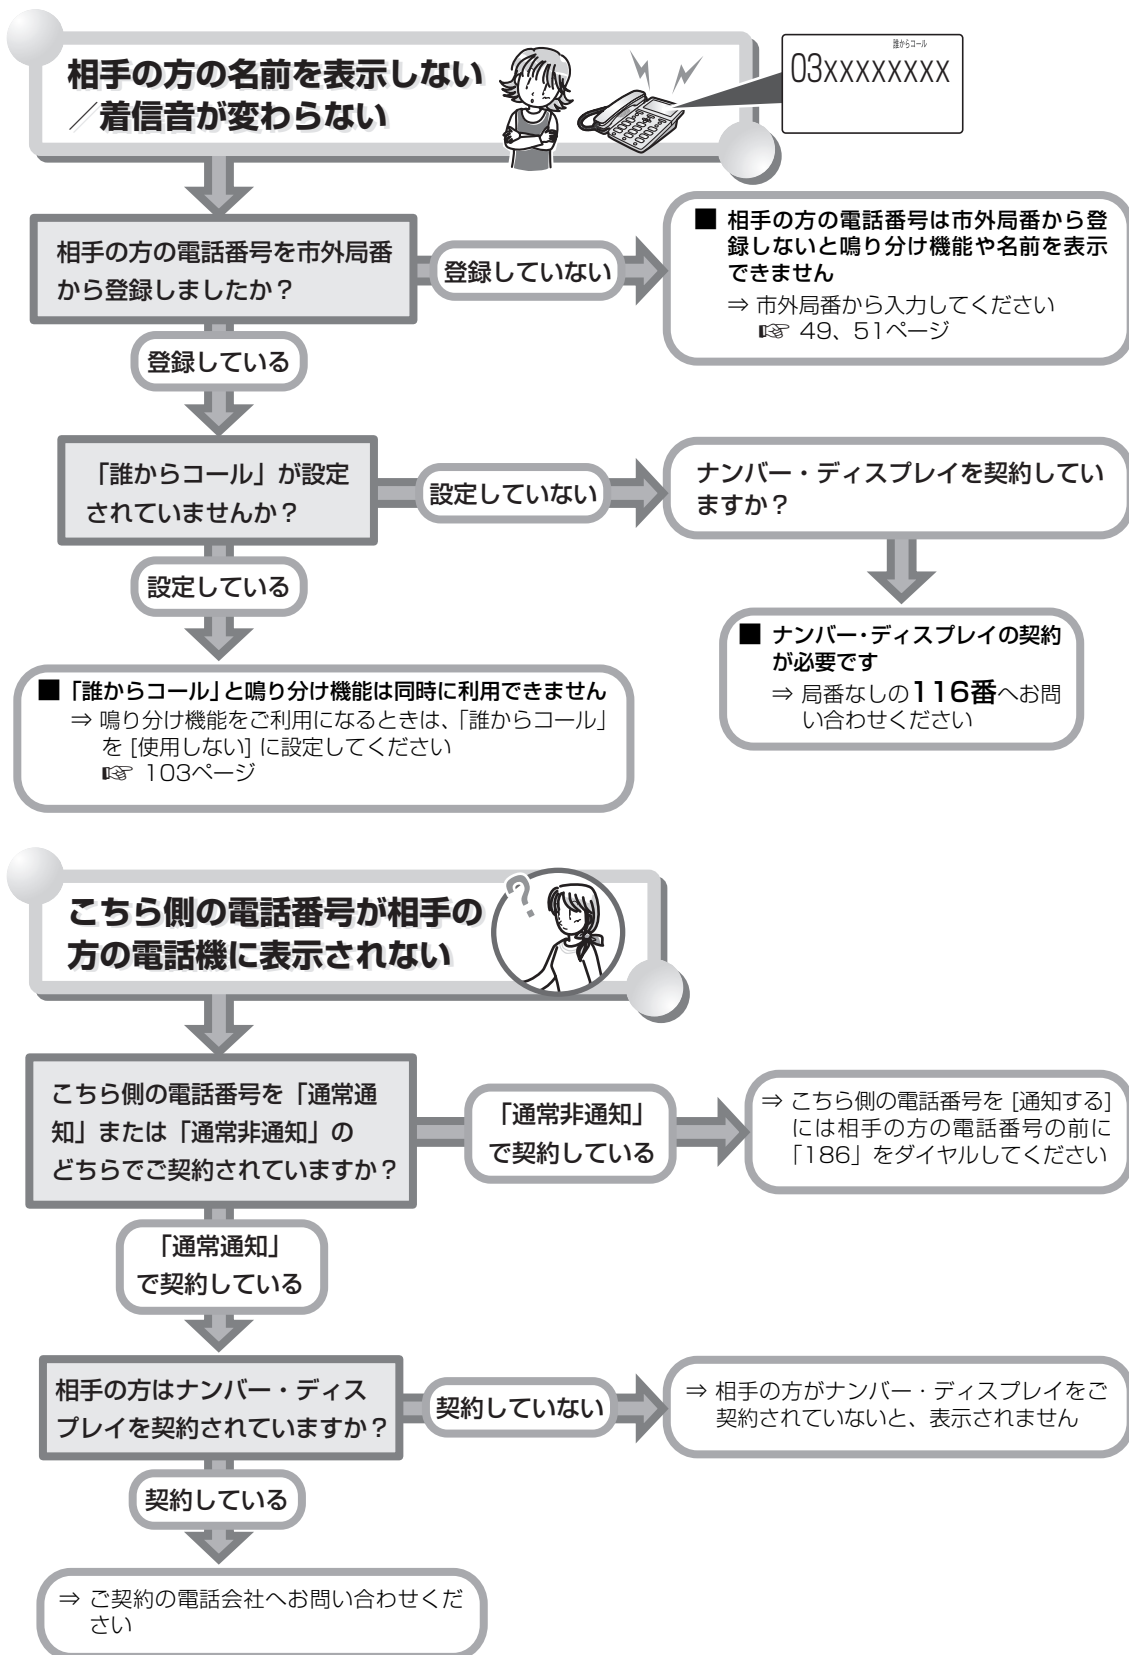 相手の方の名前を表示しない
／着信音が変わらない
誰からコール
03xxxxxxxx
相手の方の電話番号を市外局番
から登録しましたか？
登録していない
■ 相手の方の電話番号は市外局番から登
録しないと鳴り分け機能や名前を表示
できません
⇒ 市外局番から入力してください
☞ 49、51ページ
登録している
「誰からコール」が設定
されていませんか？
設定していない
ナンバー・ディスプレイを契約してい
ますか？
設定している
■ ナンバー・ディスプレイの契約
が必要です
⇒ 局番なしの116番へお問
い合わせください
■「誰からコール」と鳴り分け機能は同時に利用できません
⇒ 鳴り分け機能をご利用になるときは、「誰からコール」
を [使用しない] に設定してください
☞ 103ページ
こちら側の電話番号が相手の
方の電話機に表示されない
?
こちら側の電話番号を「通常通
知」または「通常非通知」の
どちらでご契約されていますか？
「通常非通知」
で契約している
⇒ こちら側の電話番号を [通知する]
には相手の方の電話番号の前に
「186」をダイヤルしてください
「通常通知」
で契約している
相手の方はナンバー・ディス
プレイを契約されていますか？
契約していない
⇒ 相手の方がナンバー・ディスプレイをご
契約されていないと、表示されません
契約している
⇒ ご契約の電話会社へお問い合わせくだ
さい